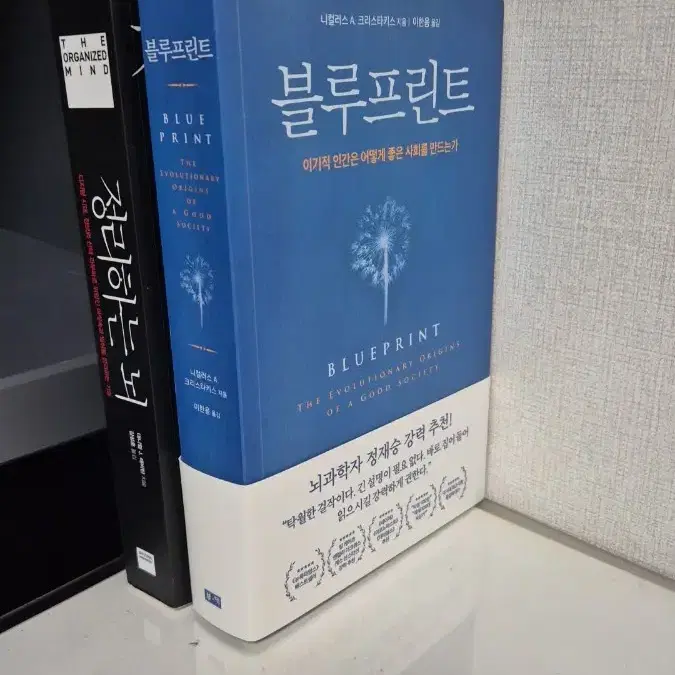 THE
ORGANIZED
MIND
정리하는 뇌
블루프린트
BLUE
PRINT
THE
EVOLUTIONARY
ORIGINS
OF
A GOOD
SOCIETY
니컬러스 A.
크리스타키스 지음
이한음 옮김
니컬러스 A. 크리스타키스 지음 | 이한음 옮김
블루프린트
이기적 인간은 어떻게 좋은 사회를 만드는가
BLUEPRINT
THE EVOLUTIONARY ORIGINS
OF A GOOD SOCIETY
뇌과학자 정재승 강력 추천!
"탁월한 걸작이다. 긴 설명이 필요 없다. 바로 집어들어
읽으시길 강력하게 권한다."